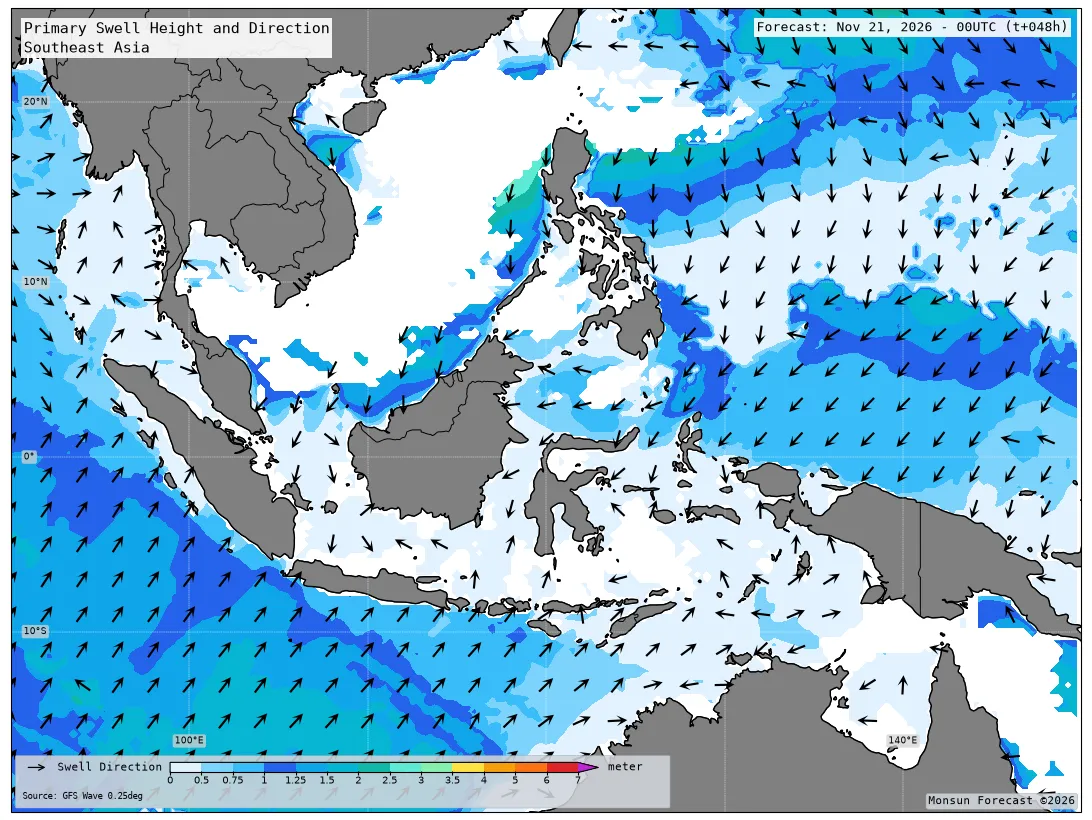 Primary Swell Height and Direction
Southeast Asia
Forecast: Nov 21, 2026 - 00UTC (t+048h)
20°N
10°N
0°
10°S
100°E
140°E
Swell Direction
0 0.5 0.75 1 1.25 1.5 2 2.5 3 3.5 4 5 6 7
meter
Source: GFS Wave 0.25deg
Monsun Forecast ©2026